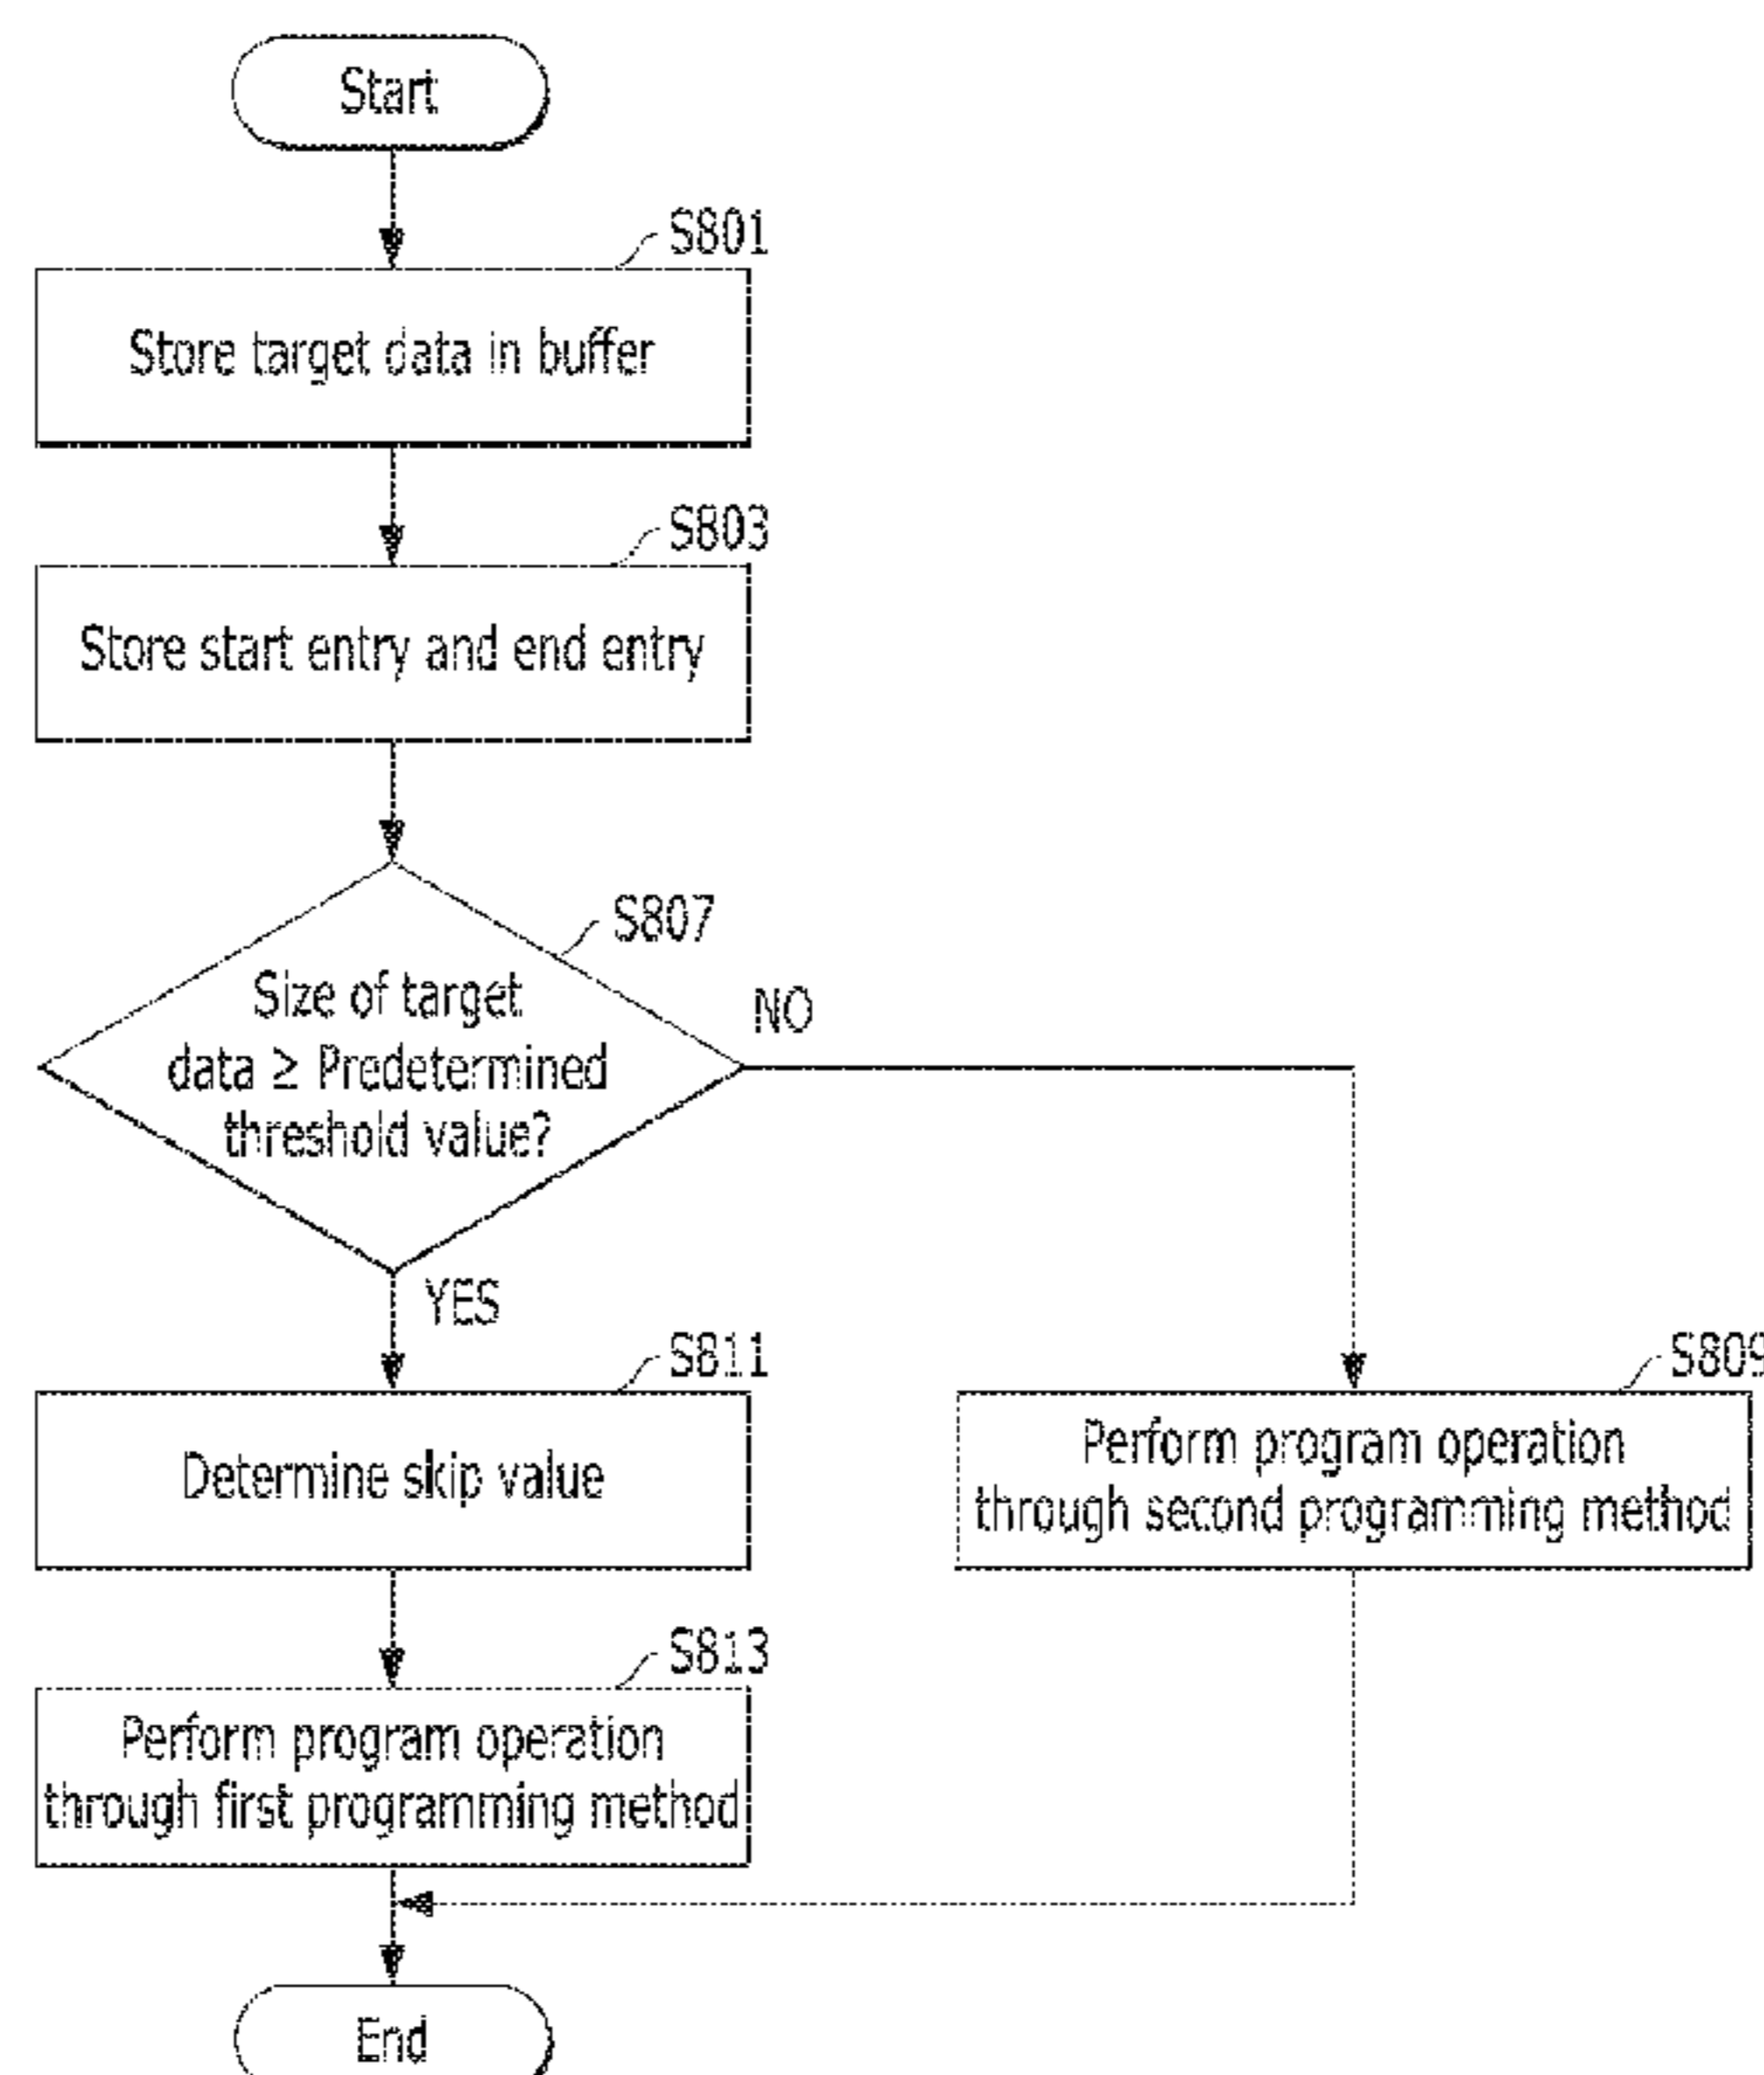 Start
S801
Store target data in buffer
S803
Store start entry and end entry
S807
Size of target
data ≥ Predetermined
threshold value?
NO
YES
S811
Determine skip value
S809
Perform program operation
through second programming method
S813
Perform program operation
through first programming method
End